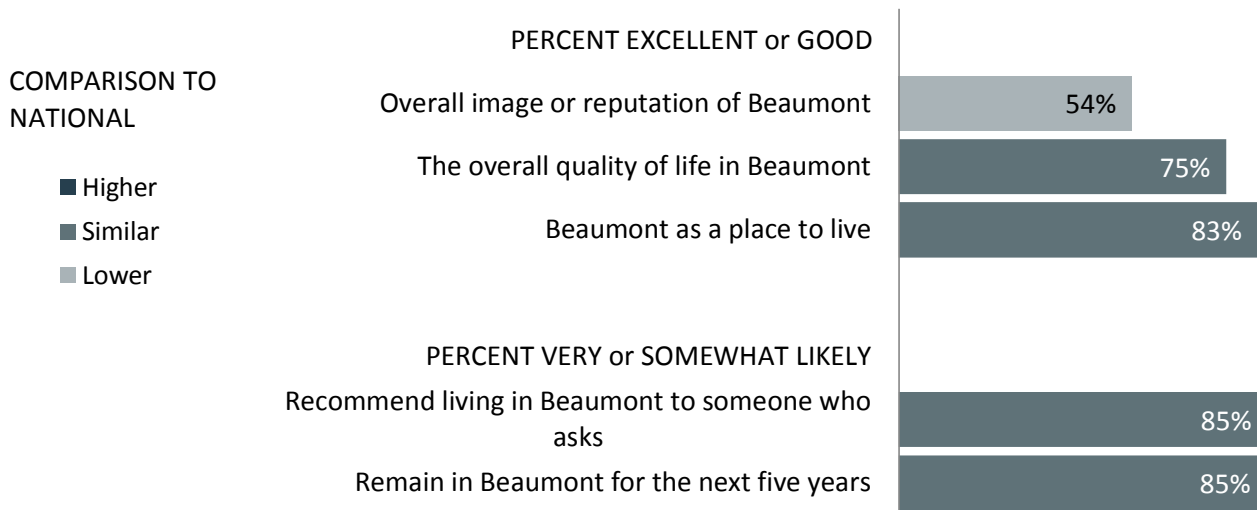 PERCENT EXCELLENT or GOOD
COMPARISON TO
NATIONAL
Higher
Similar
Lower
Overall image or reputation of Beaumont
54%
The overall quality of life in Beaumont
75%
Beaumont as a place to live
83%
PERCENT VERY or SOMEWHAT LIKELY
Recommend living in Beaumont to someone who
asks
85%
Remain in Beaumont for the next five years
85%